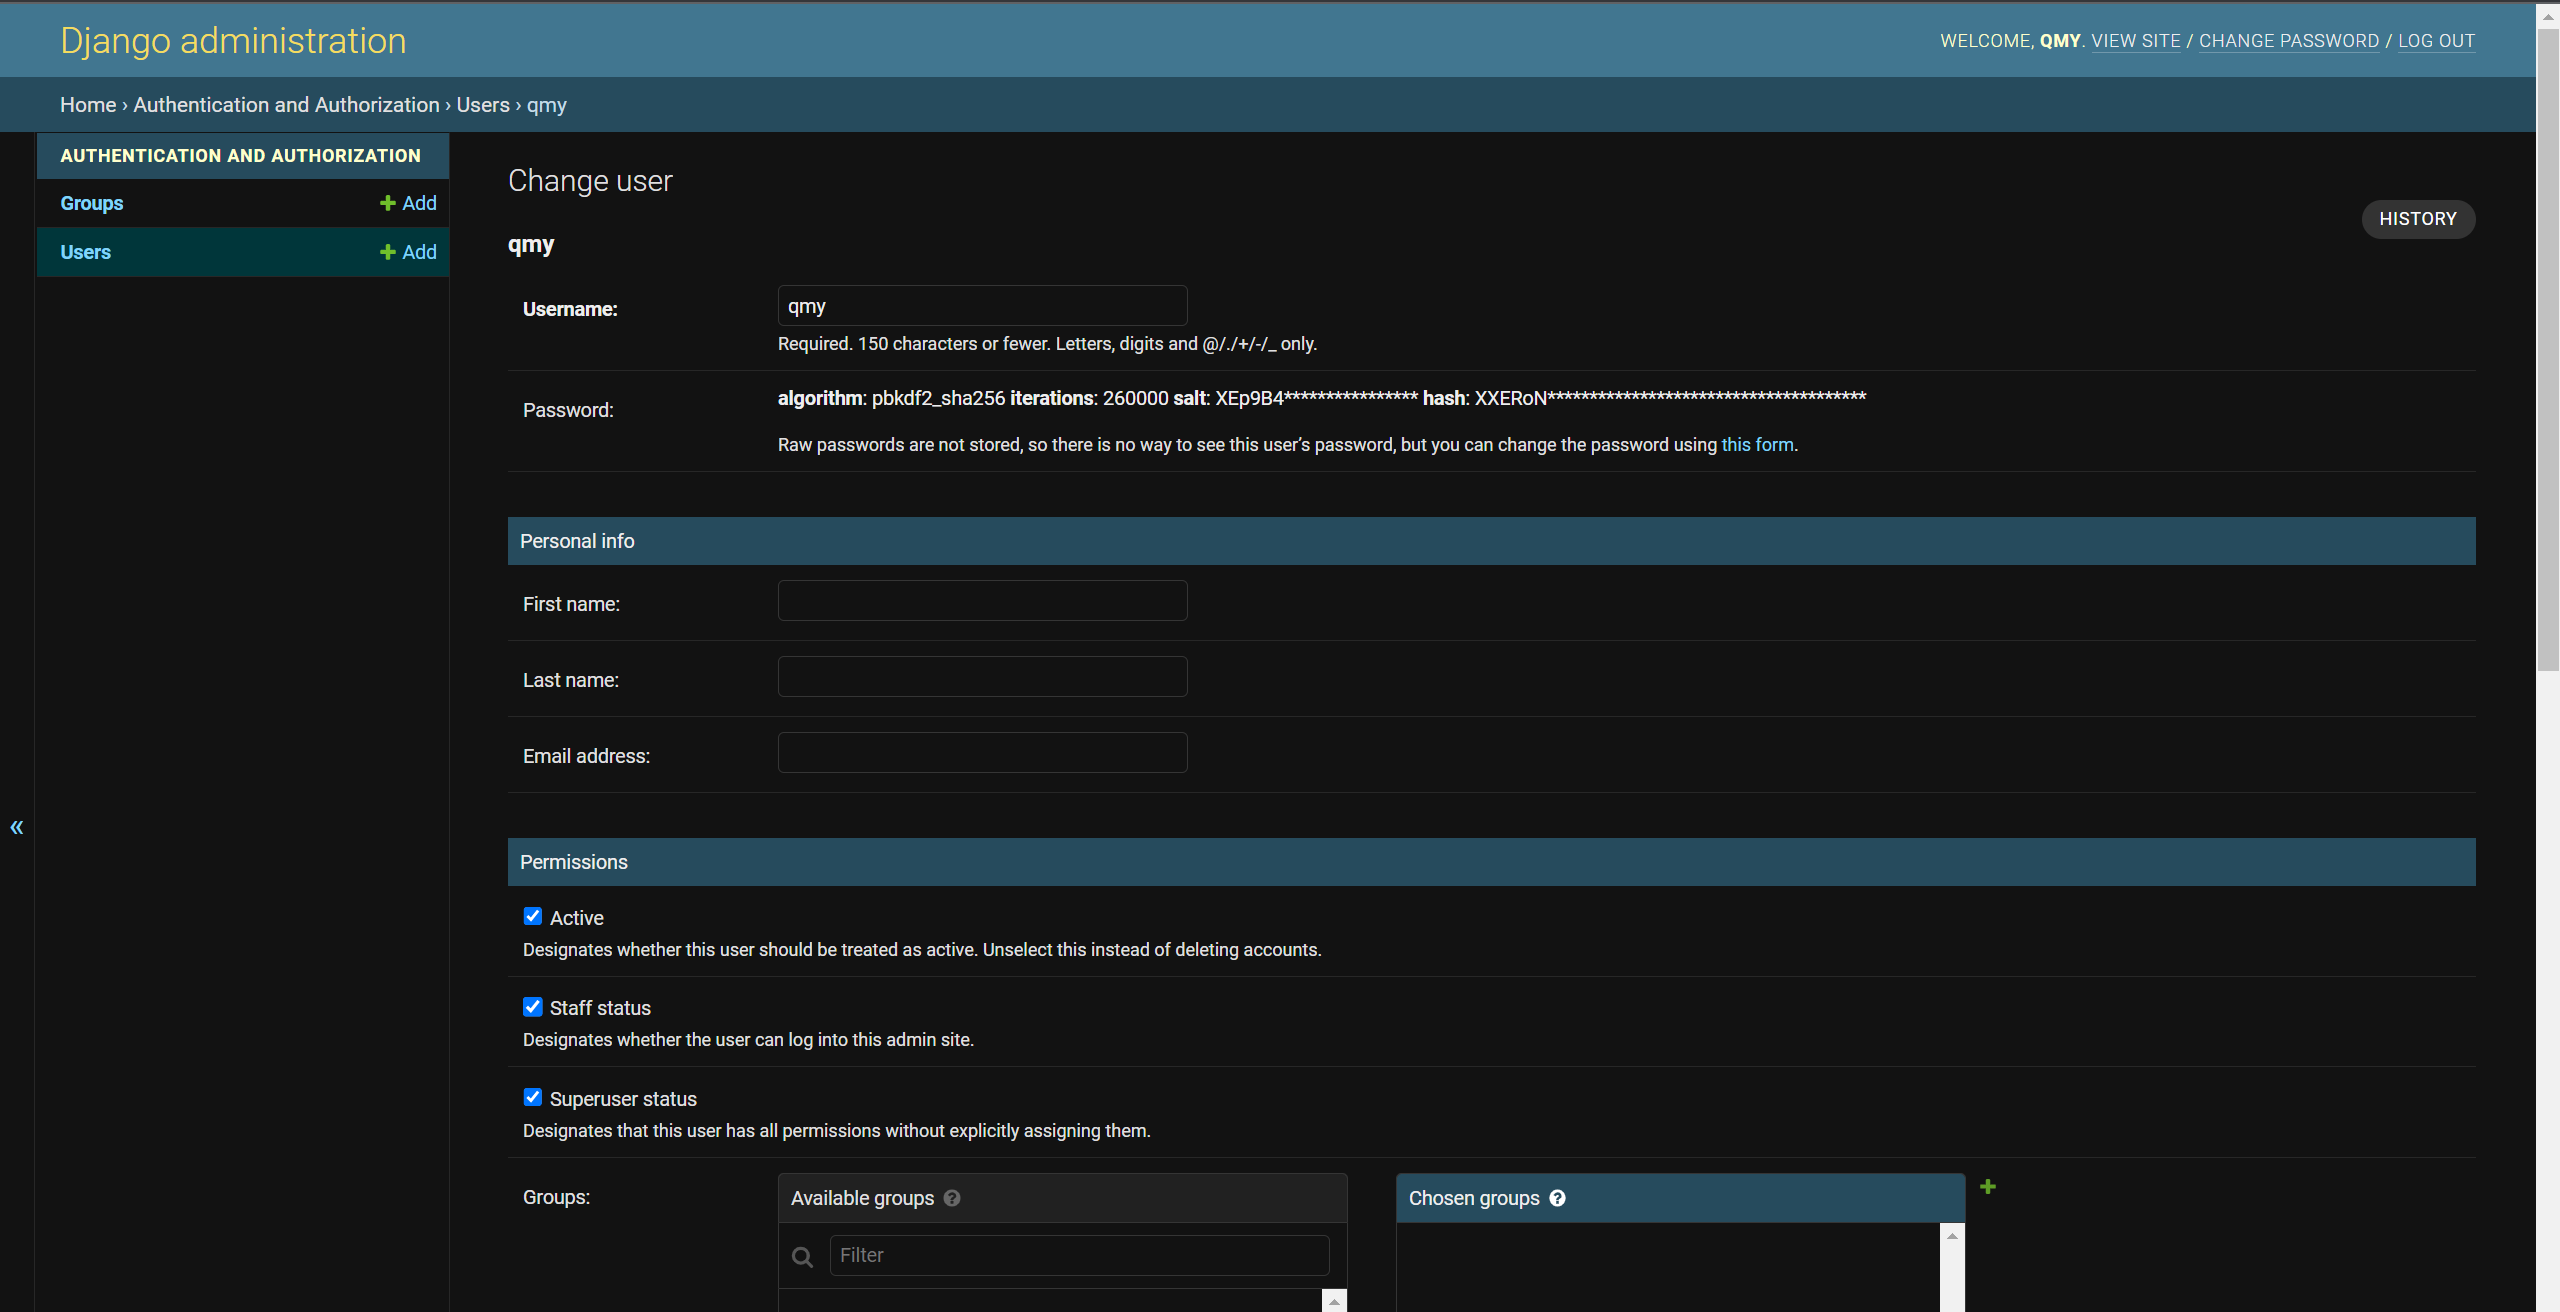 Django administration
WELCOME, QMY. VIEW SITE / CHANGE PASSWORD / LOG OUT
Home › Authentication and Authorization › Users › qmy
AUTHENTICATION AND AUTHORIZATION
Groups + Add
Users + Add
«
Change user
HISTORY
qmy
Username: qmy
Required. 150 characters or fewer. Letters, digits and @/./+/-/_ only.
Password: algorithm: pbkdf2_sha256 iterations: 260000 salt: XEp9B4**************** hash: XXERoN**************************************
Raw passwords are not stored, so there is no way to see this user’s password, but you can change the password using this form.
Personal info
First name:
Last name:
Email address:
Permissions
Active
Designates whether this user should be treated as active. Unselect this instead of deleting accounts.
Staff status
Designates whether the user can log into this admin site.
Superuser status
Designates that this user has all permissions without explicitly assigning them.
Groups:
Available groups ?
Filter
Chosen groups ?
+